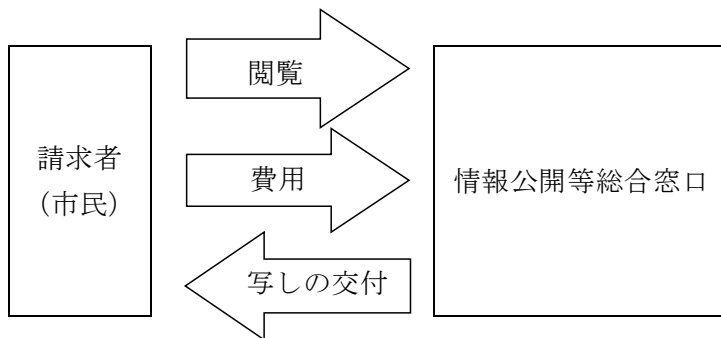 閲覧
請求者
(市民)
費用
情報公開等総合窓口
写しの交付